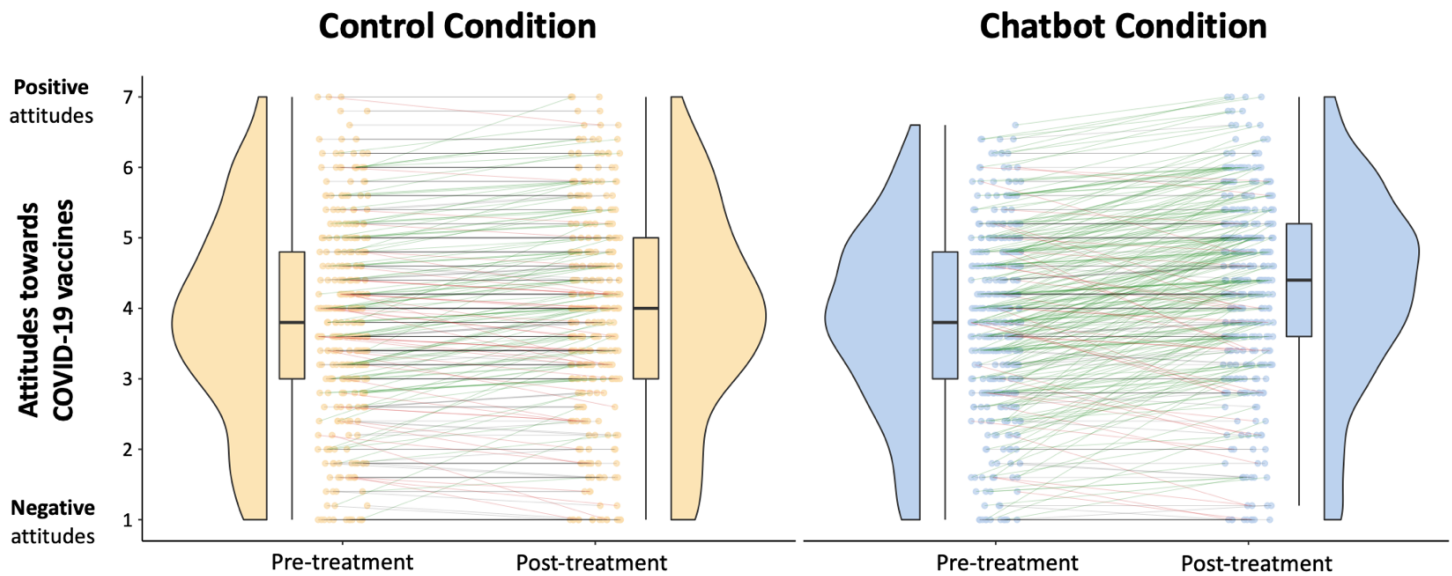 Control Condition
Chatbot Condition
Positive
attitudes
Attitudes towards
COVID-19 vaccines
Negative
attitudes
7
6
5
4
3
2
1
Pre-treatment
Post-treatment
Pre-treatment
Post-treatment